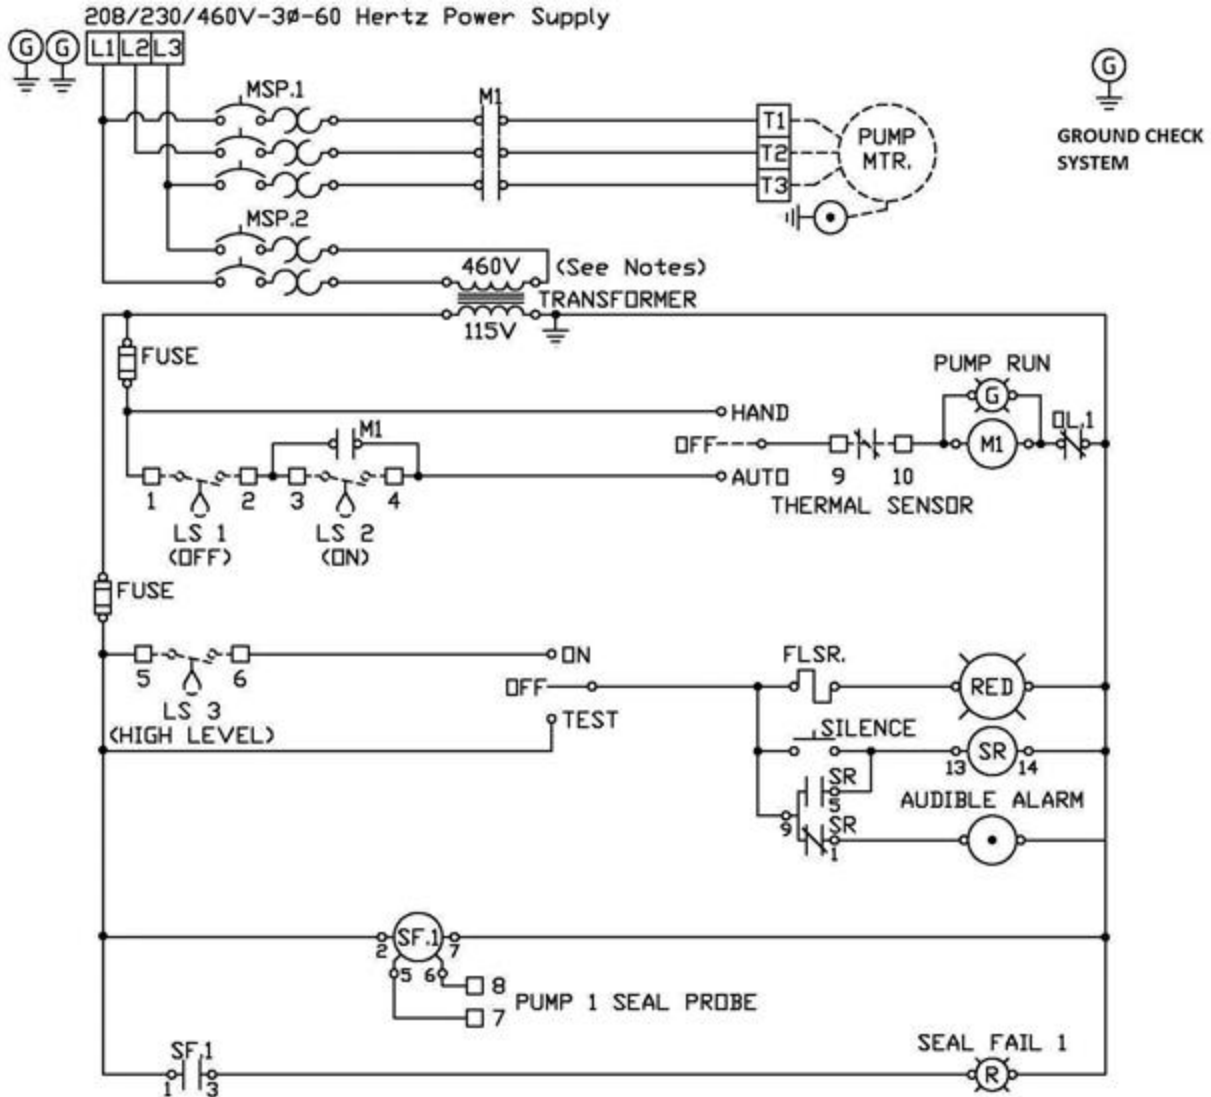 208/230/460V-3ø-60 Hertz Power Supply
G G L1 L2 L3
G
GROUND CHECK
SYSTEM
MSP.1
M1
T1
T2
T3
PUMP
MTR.
MSP.2
460V (See Notes)
TRANSFORMER
115V
FUSE
HAND
PUMP RUN
G
OFF
M1
OL.1
M1
AUTO
9 10
THERMAL SENSOR
1 2 3 4
LS 1
(OFF)
LS 2
(ON)
FUSE
ON
5 6
LS 3
(HIGH LEVEL)
OFF
TEST
FLSR.
RED
SILENCE
SR
13 14
SR
5
9
SR
1
AUDIBLE ALARM
SF.1
2 7
5 6
8
7
PUMP 1 SEAL PROBE
SF.1
1 3
SEAL FAIL 1
R